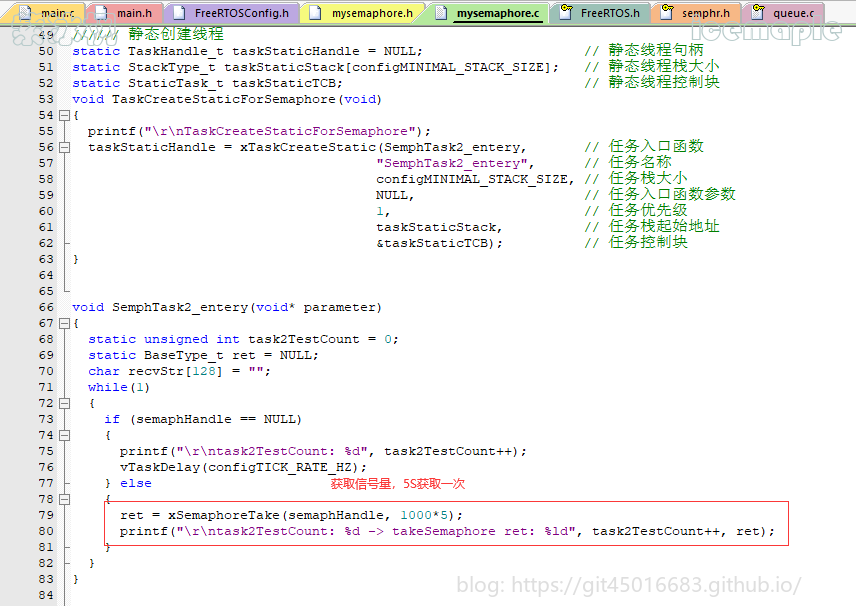 main.c main.h FreeRTOSConfig.h mysemaphore.h mysemaphore.c FreeRTOS.h semphr.h queue.c
icemaple
49 ////// 静态创建线程
50 static TaskHandle_t taskStaticHandle = NULL; // 静态线程句柄
51 static StackType_t taskStaticStack[configMINIMAL_STACK_SIZE]; // 静态线程栈大小
52 static StaticTask_t taskStaticTCB; // 静态线程控制块
53 void TaskCreateStaticForSemaphore(void)
54 {
55 printf("\r\nTaskCreateStaticForSemaphore");
56 taskStaticHandle = xTaskCreateStatic(SemphTask2_entery, // 任务入口函数
57 "SemphTask2_entery", // 任务名称
58 configMINIMAL_STACK_SIZE, // 任务栈大小
59 NULL, // 任务入口函数参数
60 1, // 任务优先级
61 taskStaticStack, // 任务栈起始地址
62 &taskStaticTCB); // 任务控制块
63 }
64
65
66 void SemphTask2_entery(void* parameter)
67 {
68 static unsigned int task2TestCount = 0;
69 static BaseType_t ret = NULL;
70 char recvStr[128] = "";
71 while(1)
72 {
73 if (semaphHandle == NULL)
74 {
75 printf("\r\ntask2TestCount: %d", task2TestCount++);
76 vTaskDelay(configTICK_RATE_HZ);
77 } else 获取信号量，5S获取一次
78 {
79 ret = xSemaphoreTake(semaphHandle, 1000*5);
80 printf("\r\ntask2TestCount: %d -> takeSemaphore ret: %ld", task2TestCount++, ret);
81 }
82 }
83 }
84
blog: https://git45016683.github.io/